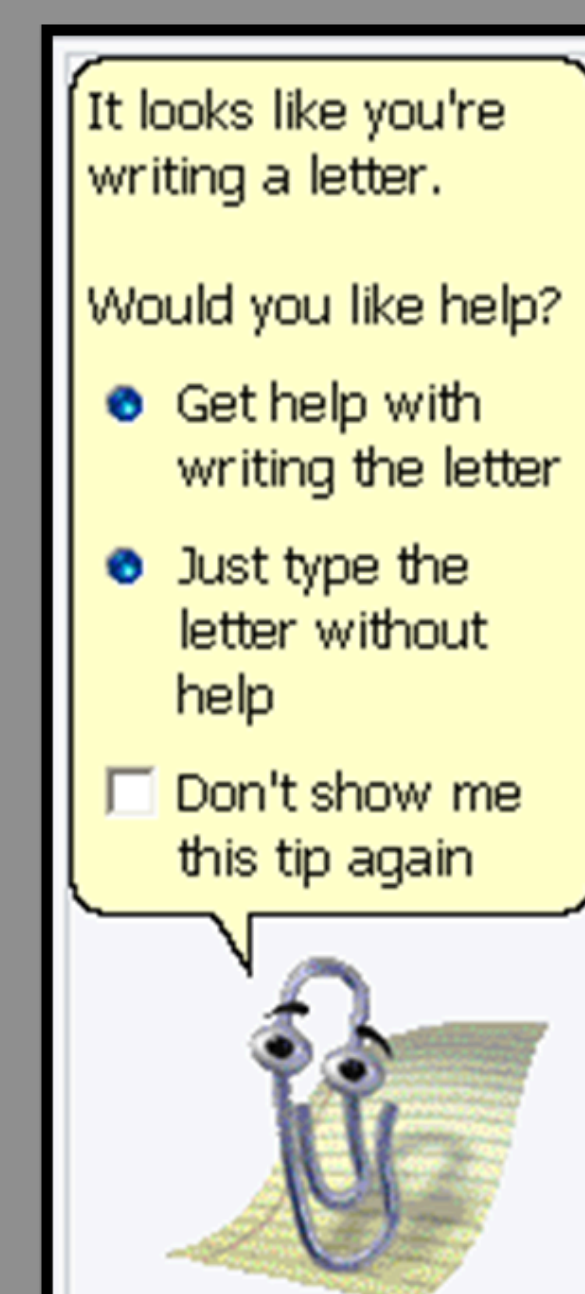 It looks like you're
writing a letter.
Would you like help?
Get help with
writing the letter
Just type the
letter without
help
Don't show me
this tip again